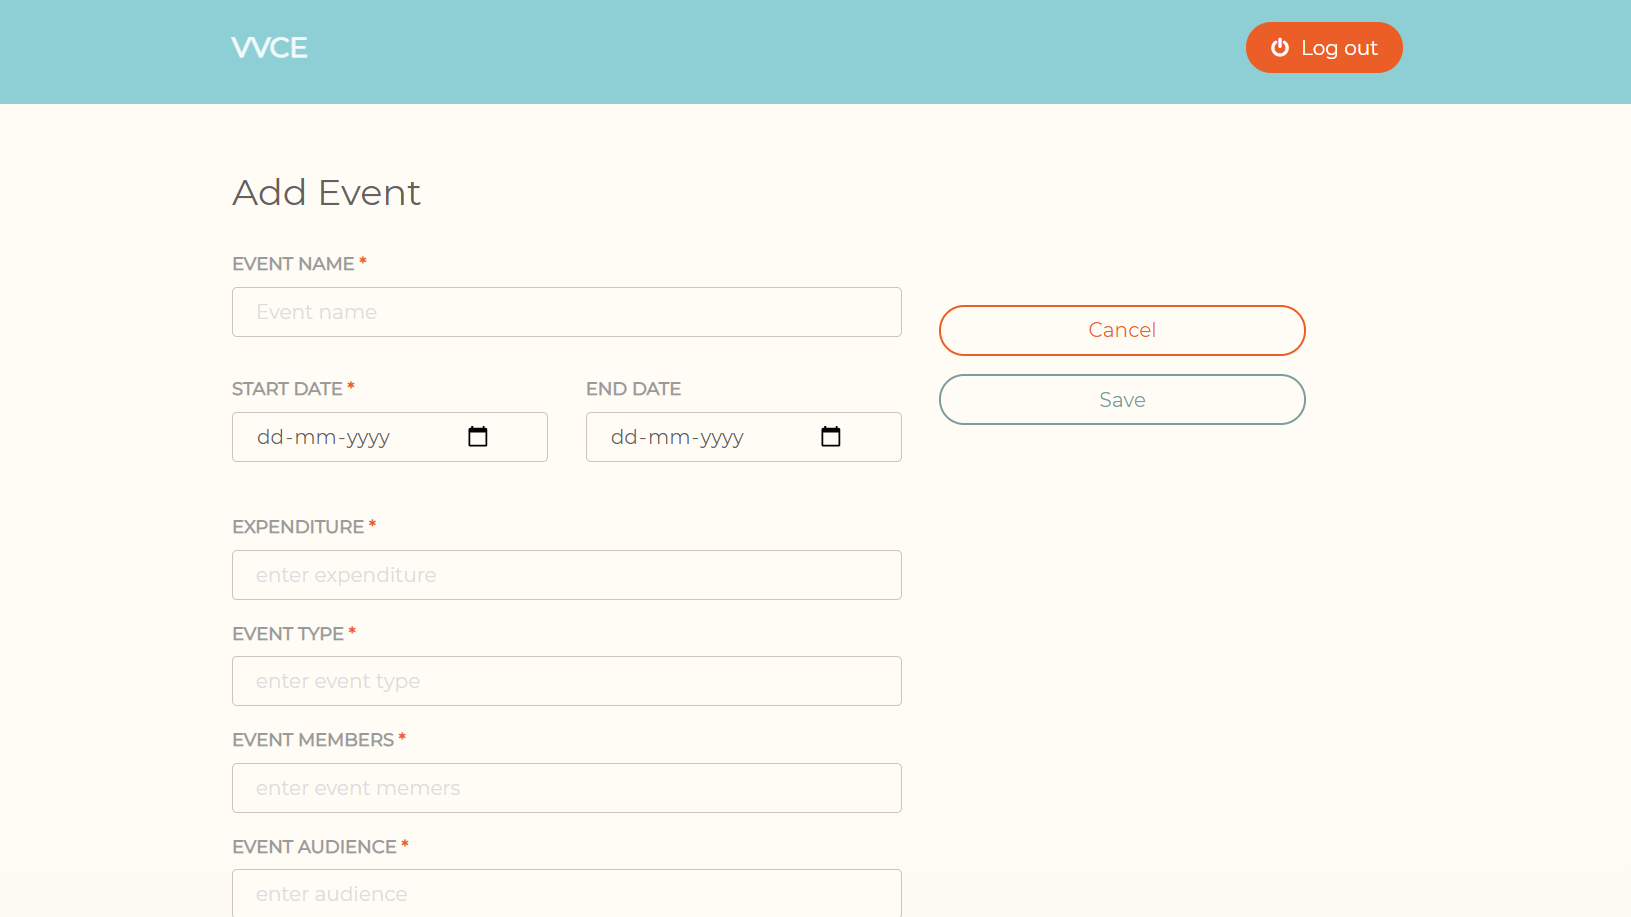 VVCE
Log out
Add Event
EVENT NAME *
Event name
Cancel
START DATE *
END DATE
Save
dd-mm-yyyy
dd-mm-yyyy
EXPENDITURE *
enter expenditure
EVENT TYPE *
enter event type
EVENT MEMBERS *
enter event memers
EVENT AUDIENCE *
enter audience